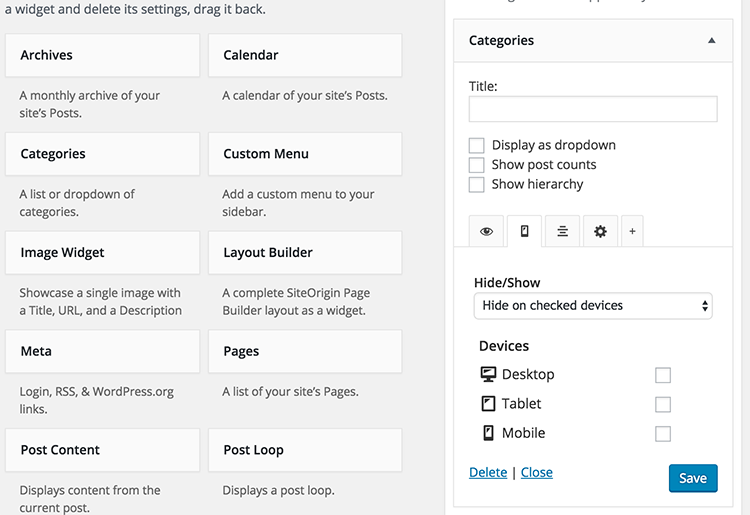 a widget and delete its settings, drag it back.
Archives
A monthly archive of your
site's Posts.
Calendar
A calendar of your site's Posts.
Categories
A list or dropdown of
categories.
Custom Menu
Add a custom menu to your
sidebar.
Image Widget
Showcase a single image with
a Title, URL, and a Description
Layout Builder
A complete SiteOrigin Page
Builder layout as a widget.
Meta
Login, RSS, & WordPress.org
links.
Pages
A list of your site's Pages.
Post Content
Displays content from the
current post.
Post Loop
Displays a post loop.
Categories
Title:
Display as dropdown
Show post counts
Show hierarchy
+
Hide/Show
Hide on checked devices
Devices
Desktop
Tablet
Mobile
Delete | Close
Save